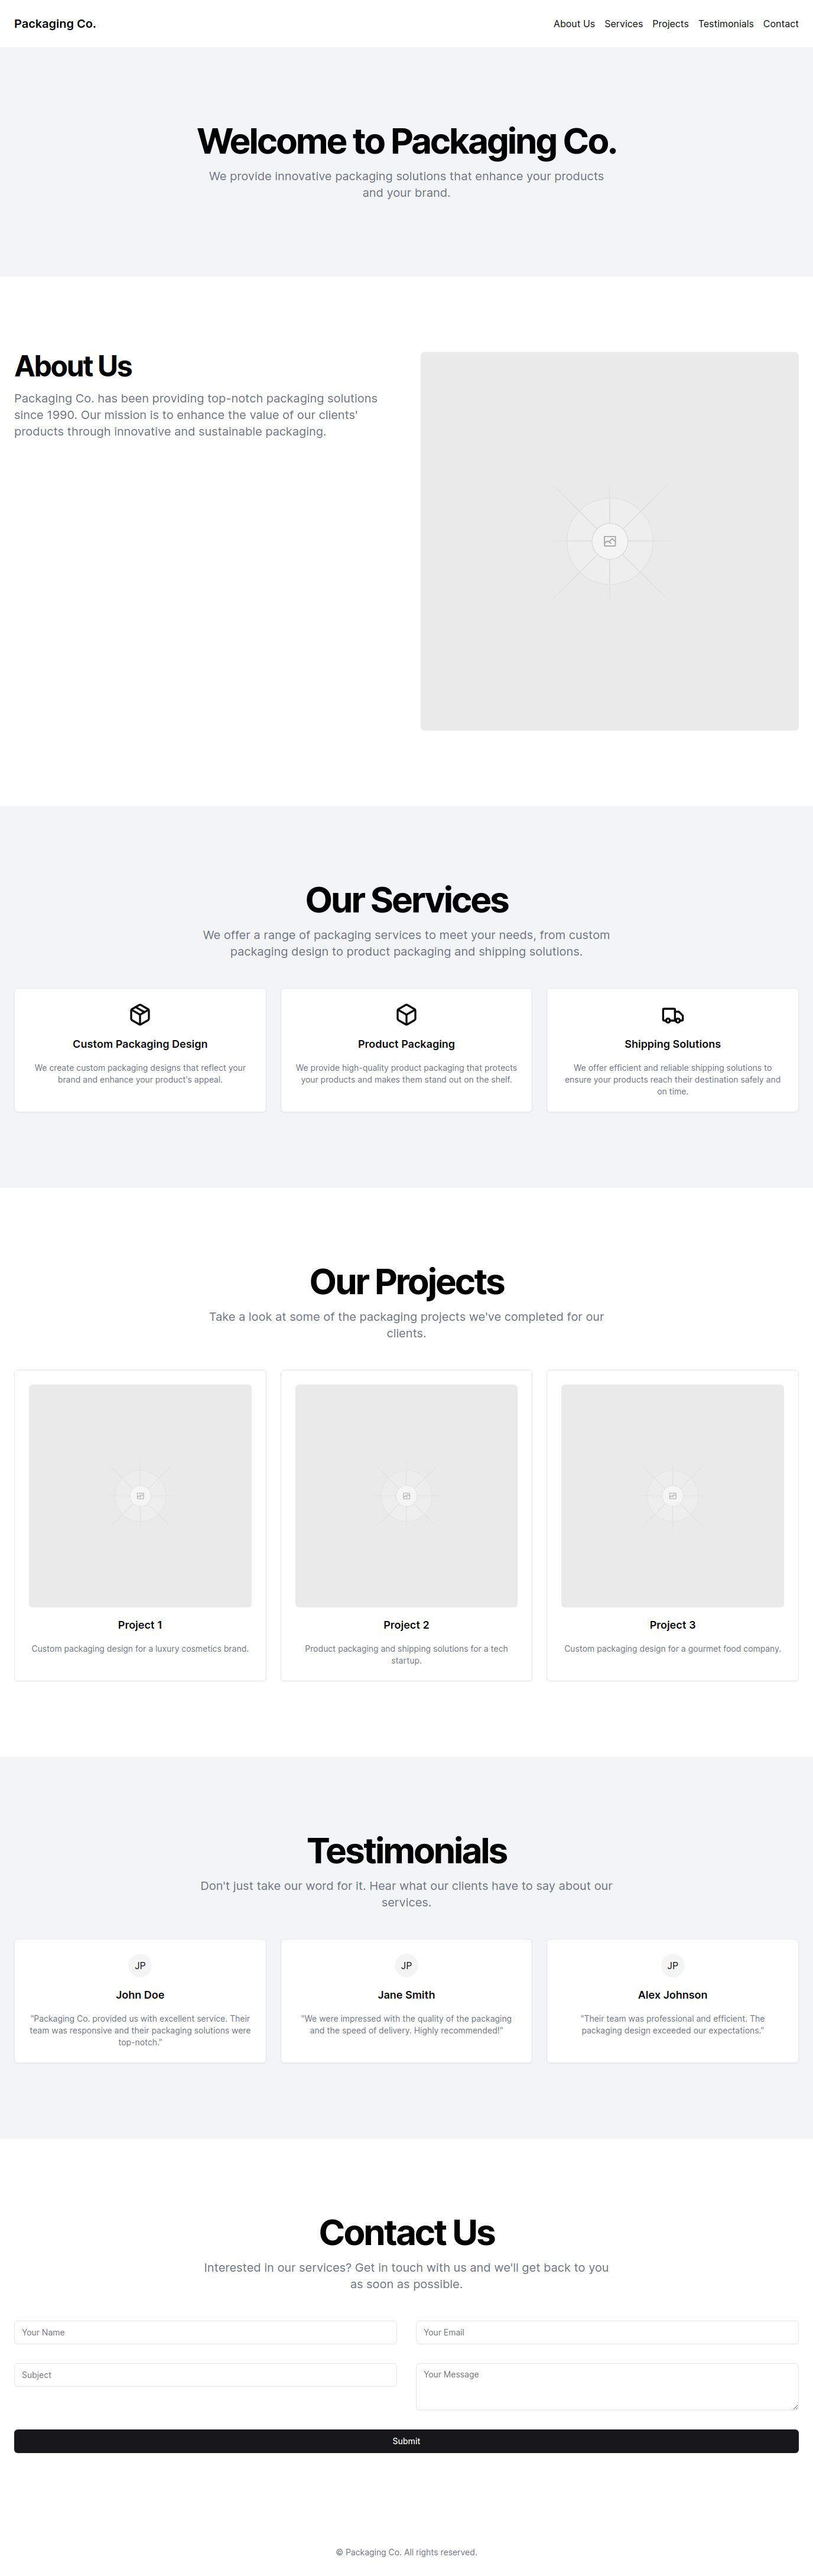 Packaging Co.
About Us Services Projects Testimonials Contact
Welcome to Packaging Co.
We provide innovative packaging solutions that enhance your products
and your brand.
About Us
Packaging Co. has been providing top-notch packaging solutions
since 1990. Our mission is to enhance the value of our clients'
products through innovative and sustainable packaging.
Our Services
We offer a range of packaging services to meet your needs, from custom
packaging design to product packaging and shipping solutions.
Custom Packaging Design
We create custom packaging designs that reflect your
brand and enhance your product's appeal.
Product Packaging
We provide high-quality product packaging that protects
your products and makes them stand out on the shelf.
Shipping Solutions
We offer efficient and reliable shipping solutions to
ensure your products reach their destination safely and
on time.
Our Projects
Take a look at some of the packaging projects we've completed for our
clients.
Project 1
Custom packaging design for a luxury cosmetics brand.
Project 2
Product packaging and shipping solutions for a tech
startup.
Project 3
Custom packaging design for a gourmet food company.
Testimonials
Don't just take our word for it. Hear what our clients have to say about our
services.
JP
John Doe
"Packaging Co. provided us with excellent service. Their
team was responsive and their packaging solutions were
top-notch."
JP
Jane Smith
"We were impressed with the quality of the packaging
and the speed of delivery. Highly recommended!"
JP
Alex Johnson
"Their team was professional and efficient. The
packaging design exceeded our expectations."
Contact Us
Interested in our services? Get in touch with us and we'll get back to you
as soon as possible.
Your Name
Your Email
Subject
Your Message
Submit
© Packaging Co. All rights reserved.